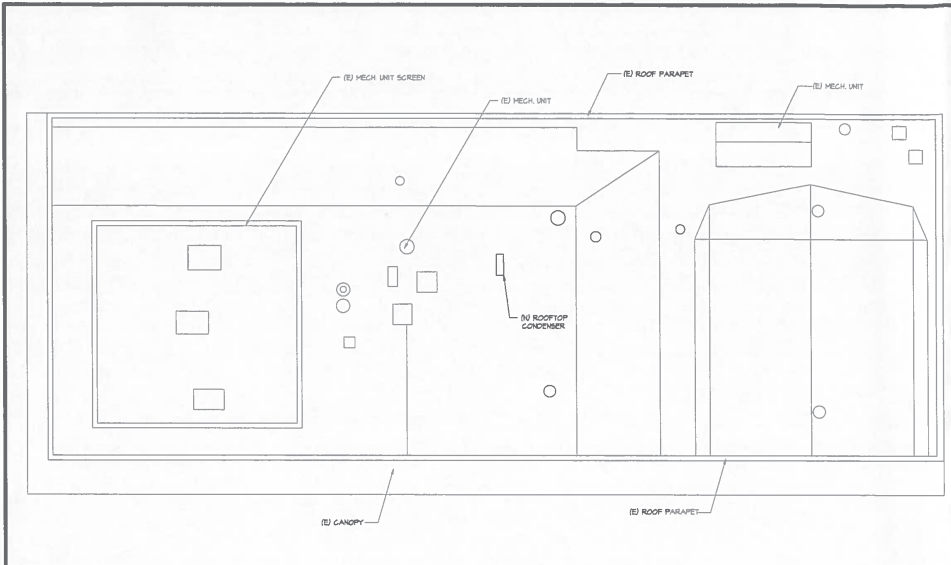 (E) MECH. UNIT SCREEN
(E) MECH. UNIT
(E) ROOF PARAPET
(E) MECH. UNIT
(N) ROOFTOP
CONDENSER
(E) CANOPY
(E) ROOF PARAPET